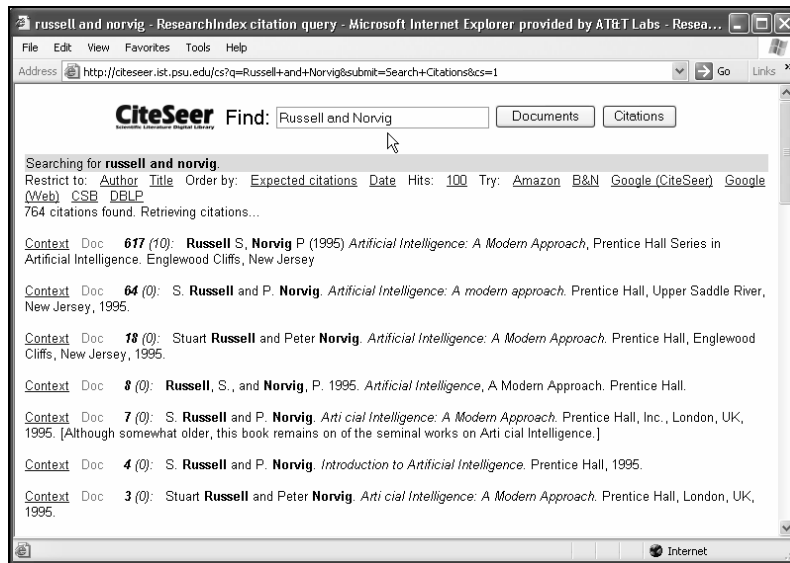 russell and norvig - ResearchIndex citation query - Microsoft Internet Explorer provided by AT&T Labs - Resea...
File Edit View Favorites Tools Help
Address http://citeseer.ist.psu.edu/cs?q=Russell+and+Norvig&submit=Search+Citations&cs=1 Go Links »
CiteSeer Find: Russell and Norvig Documents Citations
Scientific Literature Digital Library
Searching for russell and norvig.
Restrict to: Author Title Order by: Expected citations Date Hits: 100 Try: Amazon B&N Google (CiteSeer) Google
(Web) CSB DBLP
764 citations found. Retrieving citations...
Context Doc 617 (10): Russell S, Norvig P (1995) Artificial Intelligence: A Modern Approach, Prentice Hall Series in
Artificial Intelligence. Englewood Cliffs, New Jersey
Context Doc 64 (0): S. Russell and P. Norvig. Artificial Intelligence: A modern approach. Prentice Hall, Upper Saddle River,
New Jersey, 1995.
Context Doc 18 (0): Stuart Russell and Peter Norvig. Artificial Intelligence: A Modern Approach. Prentice Hall, Englewood
Cliffs, New Jersey, 1995.
Context Doc 8 (0): Russell, S., and Norvig, P. 1995. Artificial Intelligence, A Modern Approach. Prentice Hall.
Context Doc 7 (0): S. Russell and P. Norvig. Arti cial Intelligence: A Modern Approach. Prentice Hall, Inc., London, UK,
1995. [Although somewhat older, this book remains on of the seminal works on Arti cial Intelligence.]
Context Doc 4 (0): S. Russell and P. Norvig. Introduction to Artificial Intelligence. Prentice Hall, 1995.
Context Doc 3 (0): Stuart Russell and Peter Norvig. Arti cial Intelligence: A Modern Approach. Prentice Hall, London, UK,
1995.
Internet